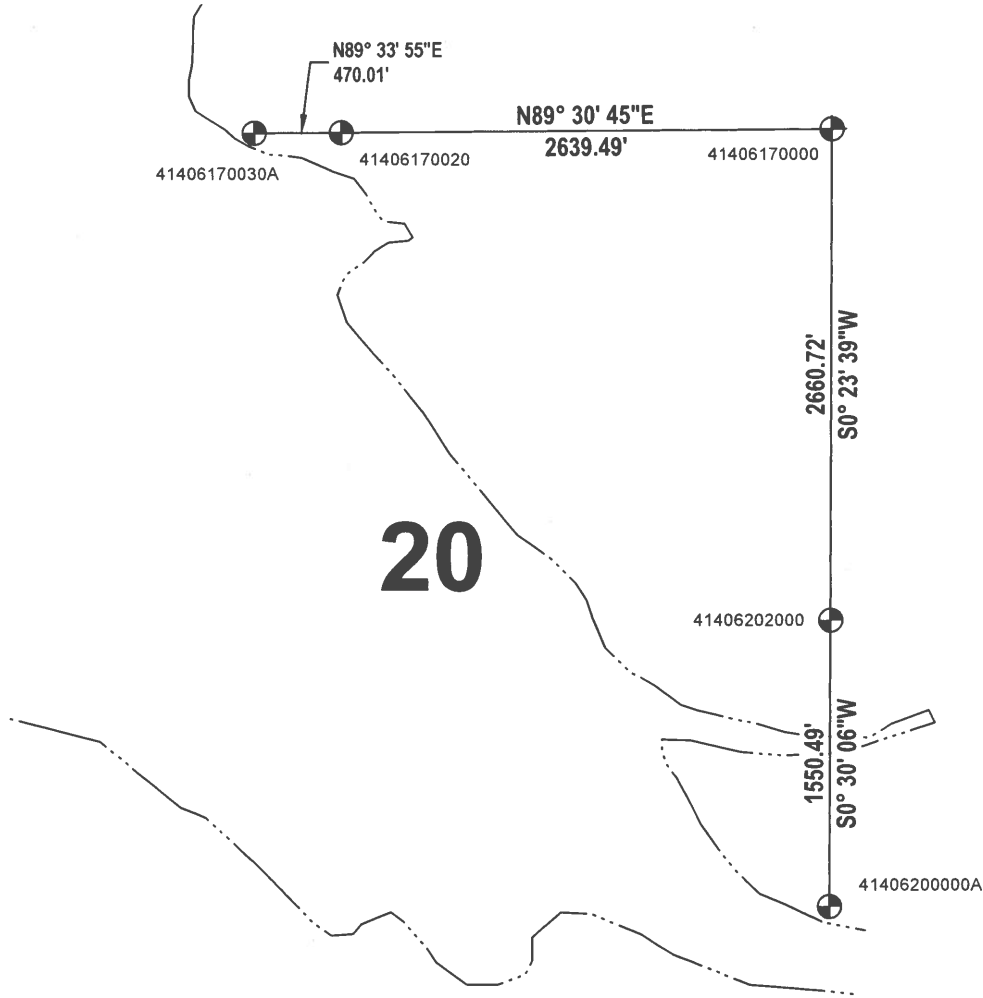 N89° 33' 55"E
470.01'
N89° 30' 45"E
2639.49'
41406170030A
41406170020
41406170000
2660.72'
S0° 23' 39"W
20
41406202000
1550.49'
S0° 30' 06"W
41406200000A